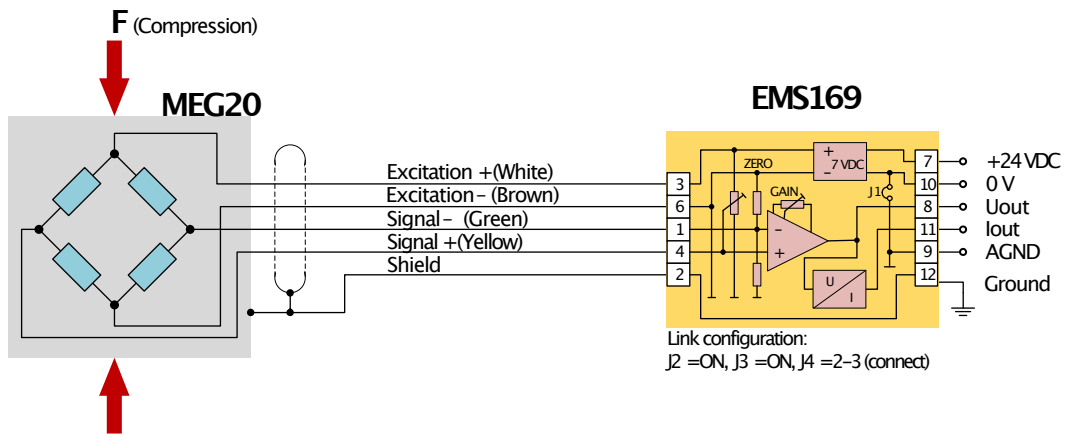 F (Compression)
MEG20
EMS169
Excitation +(White)
Excitation– (Brown)
Signal– (Green)
Signal +(Yellow)
Shield
3
6
1
4
2
ZERO
GAIN
+
7 VDC
–
J1
–
+
U
I
7
10
8
11
9
12
+24 VDC
0 V
Uout
Iout
AGND
Ground
Link configuration:
J2 =ON, J3 =ON, J4 =2–3 (connect)